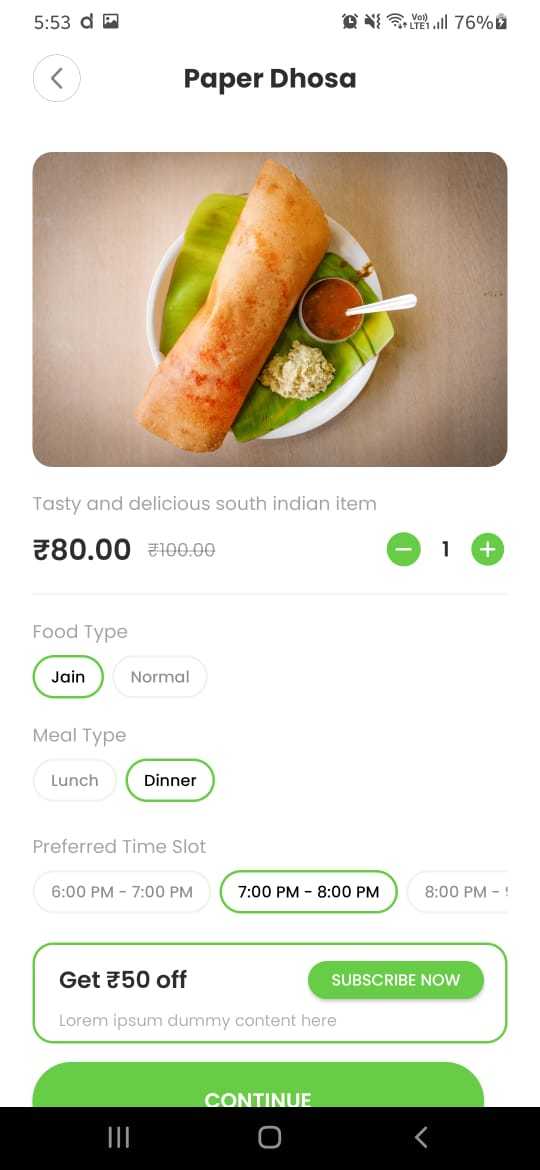 5:53 d Vo) LTE1 76%
Paper Dhosa
Tasty and delicious south indian item
₹80.00 ₹100.00 1
Food Type
Jain Normal
Meal Type
Lunch Dinner
Preferred Time Slot
6:00 PM - 7:00 PM 7:00 PM - 8:00 PM 8:00 PM -
Get ₹50 off SUBSCRIBE NOW
Lorem ipsum dummy content here
CONTINUE